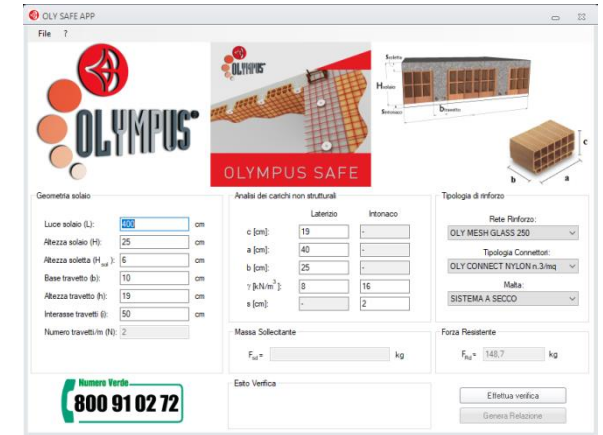 OLY SAFE APP
File ?
OLYMPUS
OLYMPUS
OLYMPUS SAFE
Ssoletta
Hsolaio
Sintonaco
btravetto
c
b a
Geometria solaio
Luce solaio (L): 400 cm
Altezza solaio (H): 25 cm
Altezza soletta (H sol ): 6 cm
Base travetto (b): 10 cm
Altezza travetto (h): 19 cm
Interasse travetti (i): 50 cm
Numero travetti/m (N): 2
Analisi dei carichi non strutturali
Laterizio Intonaco
c [cm]: 19 -
a [cm]: 40 -
b [cm]: 25 -
γ [kN/m³]: 8 16
s [cm]: - 2
Tipologia di rinforzo
Rete Rinforzo:
OLY MESH GLASS 250
Tipologia Connettori:
OLY CONNECT NYLON n.3/mq
Malta:
SISTEMA A SECCO
Massa Sollecitante
Fsd = kg
Forza Resistente
FRd = 148,7 kg
Numero Verde
800 91 02 72
Esito Verifica
Effettua verifica
Genera Relazione